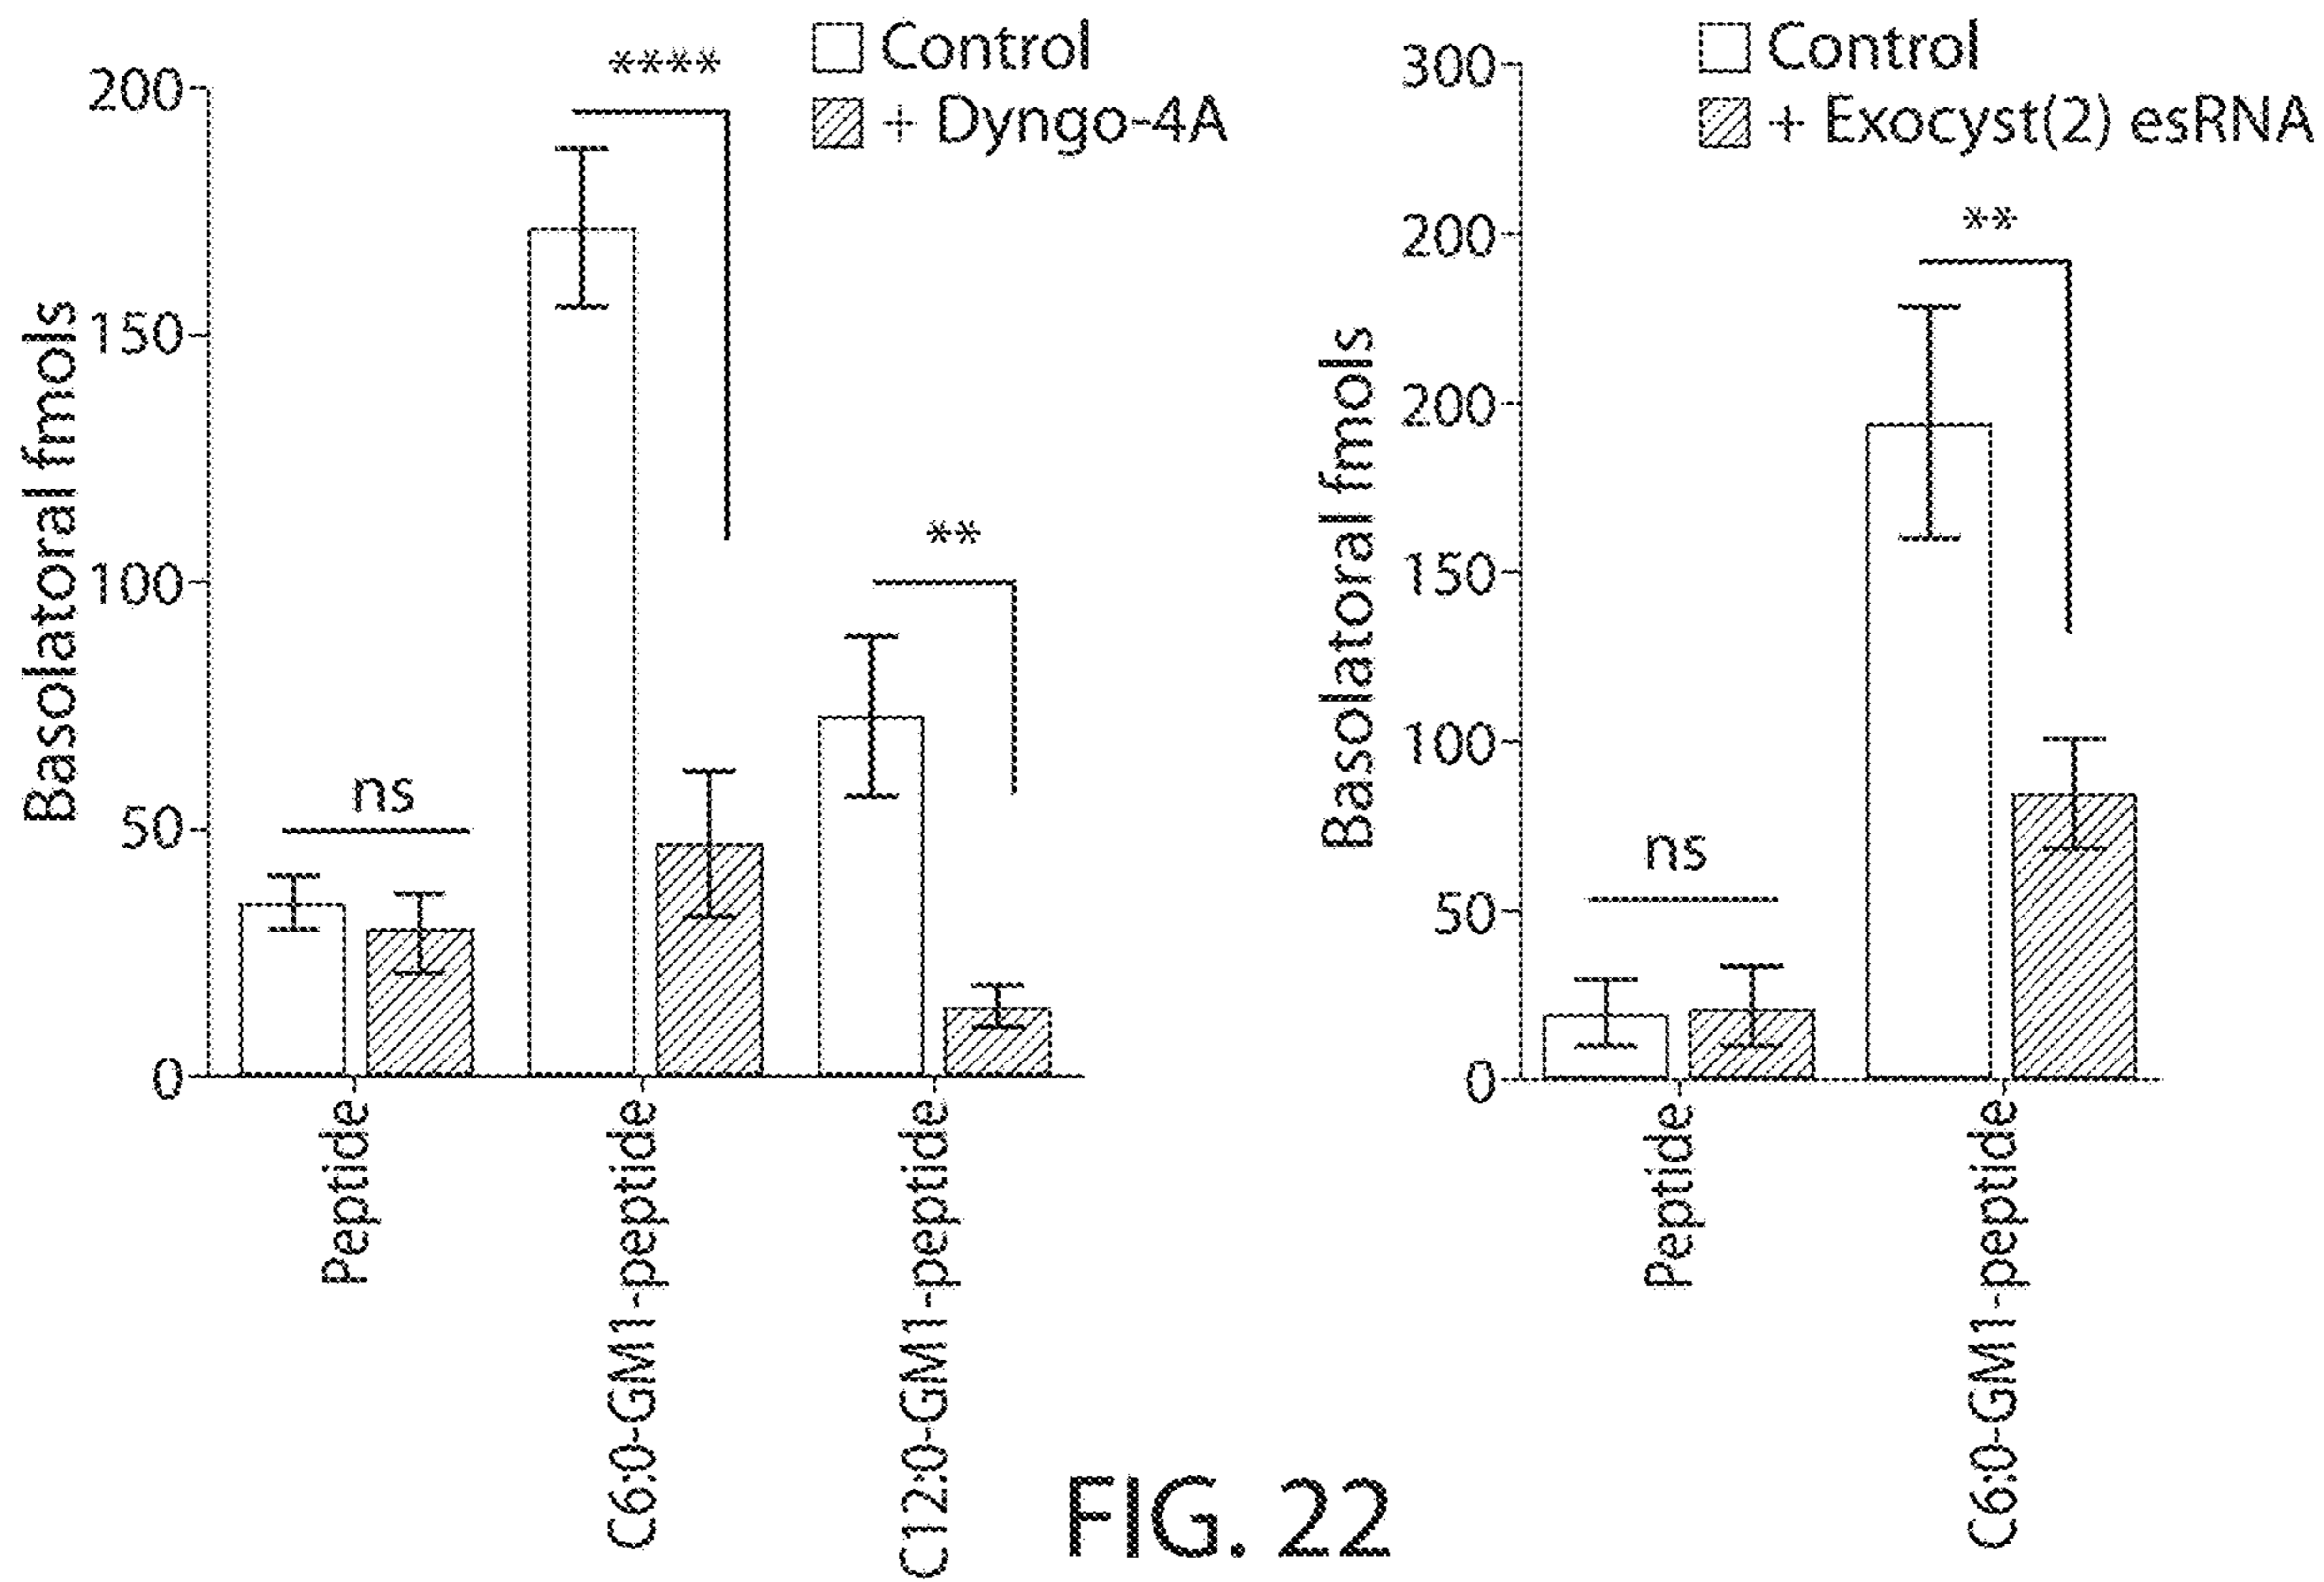 Basolatoral fmols
200
150
100
50
0
Control
+ Dyngo-4A
ns
****
**
Peptide
C6:0-GM1-peptide
C12:0-GM1-peptide
Basolatoral fmols
300
200
200
150
100
50
0
Control
+ Exocyst(2) esRNA
ns
**
Peptide
C6:0-GM1-peptide
FIG. 22